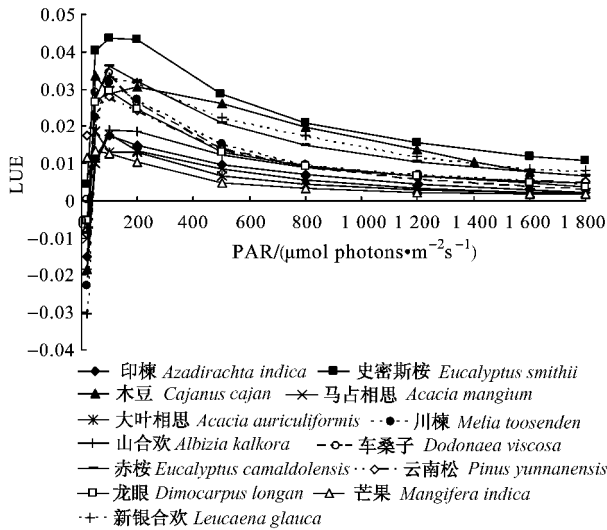 0.05
0.04
0.03
0.02
0.01
0
−0.01
−0.02
−0.03
−0.04
LUE
0 200 400 600 800 1 000 1 200 1 400 1 600 1 800
PAR/(μmol photons•m−2s−1)
印楝 Azadirachta indica 史密斯桉 Eucalyptus smithii
木豆 Cajanus cajan 马占相思 Acacia mangium
大叶相思 Acacia auriculiformis 川楝 Melia toosenden
山合欢 Albizia kalkora 车桑子 Dodonaea viscosa
赤桉 Eucalyptus camaldolensis 云南松 Pinus yunnanensis
龙眼 Dimocarpus longan 芒果 Mangifera indica
新银合欢 Leucaena glauca